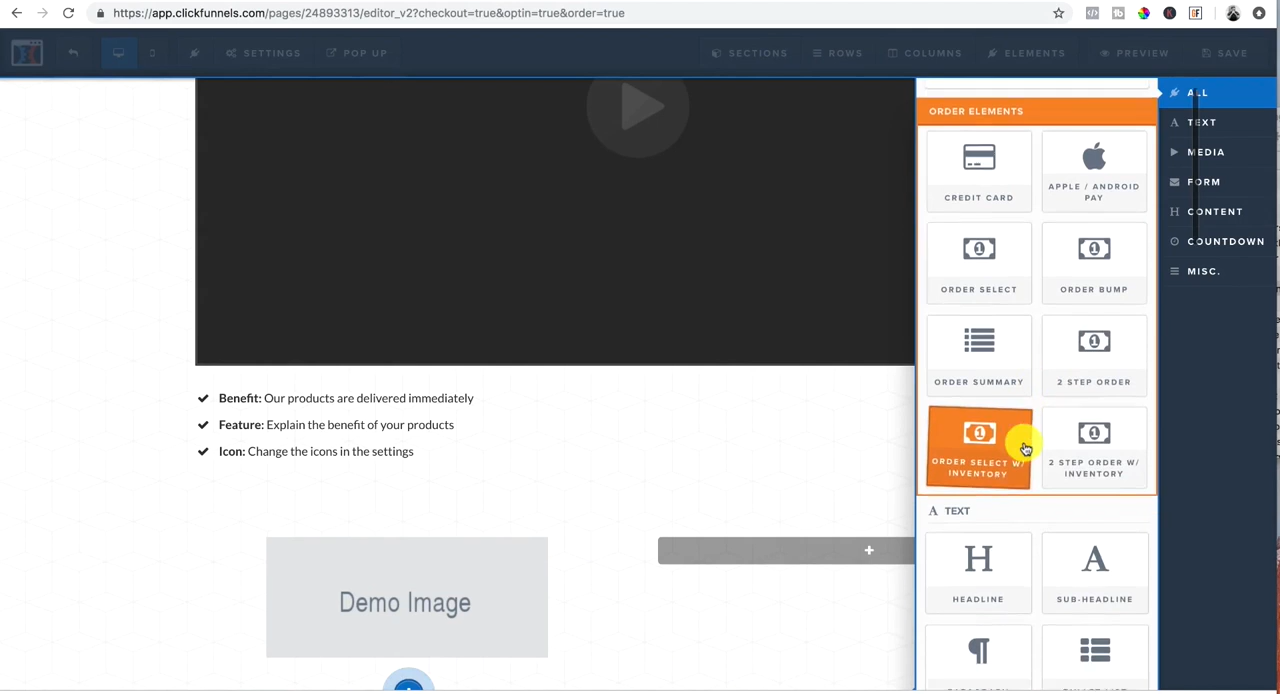 https://app.clickfunnels.com/pages/24893313/editor_v2?checkout=true&optin=true&order=true
SETTINGS
POP UP
SECTIONS
ROWS
COLUMNS
ELEMENTS
PREVIEW
SAVE
Benefit: Our products are delivered immediately
Feature: Explain the benefit of your products
Icon: Change the icons in the settings
Demo Image
ORDER ELEMENTS
CREDIT CARD
APPLE / ANDROID
PAY
ORDER SELECT
ORDER BUMP
ORDER SUMMARY
2 STEP ORDER
ORDER SELECT W/
INVENTORY
2 STEP ORDER W/
INVENTORY
TEXT
HEADLINE
SUB-HEADLINE
ALL
TEXT
MEDIA
FORM
CONTENT
COUNTDOWN
MISC.